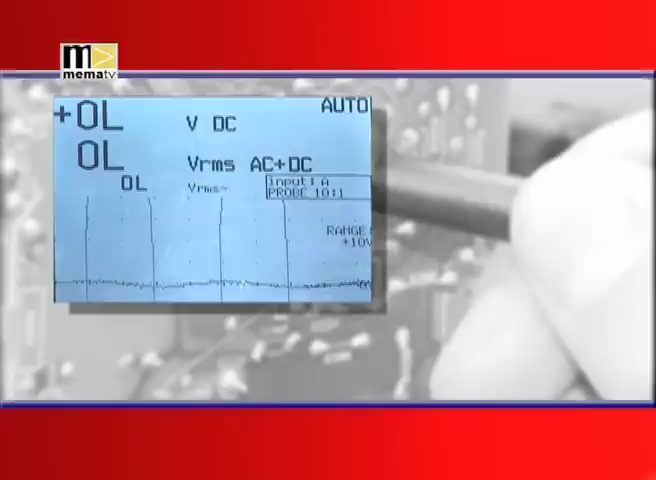 m
mematv
+OL V DC AUTO
OL Vrms AC+DC
OL Vrms~
input: A
PROBE 10:1
RANGE:
+10V